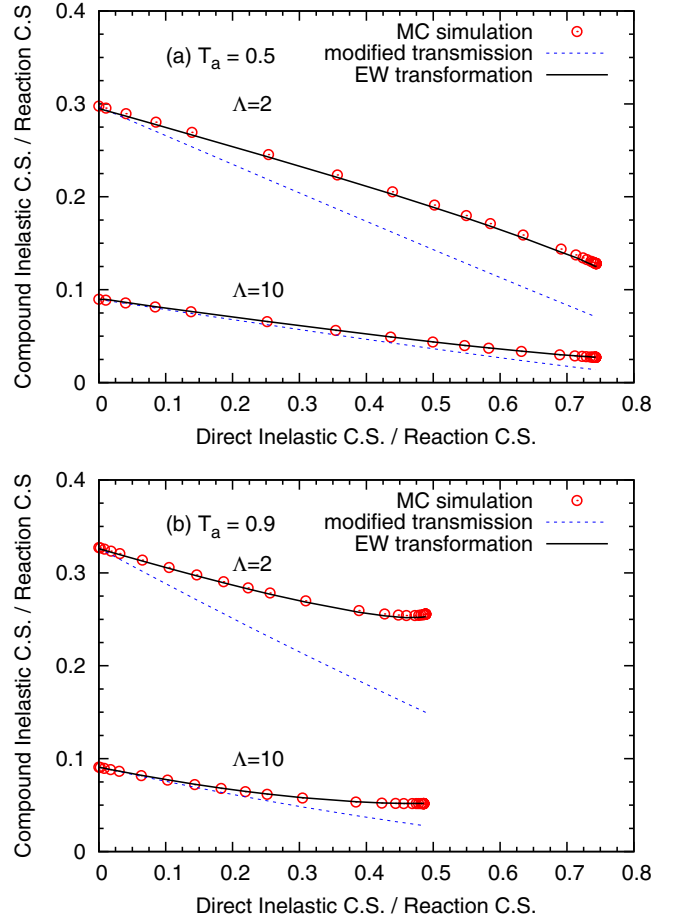 0.4
0.3
0.2
0.1
0
Compound Inelastic C.S. / Reaction C.S
(a) Tₐ = 0.5
MC simulation
modified transmission
EW transformation
Λ=2
Λ=10
0 0.1 0.2 0.3 0.4 0.5 0.6 0.7 0.8
Direct Inelastic C.S. / Reaction C.S.
0.4
0.3
0.2
0.1
0
Compound Inelastic C.S. / Reaction C.S
(b) Tₐ = 0.9
MC simulation
modified transmission
EW transformation
Λ=2
Λ=10
0 0.1 0.2 0.3 0.4 0.5 0.6 0.7 0.8
Direct Inelastic C.S. / Reaction C.S.